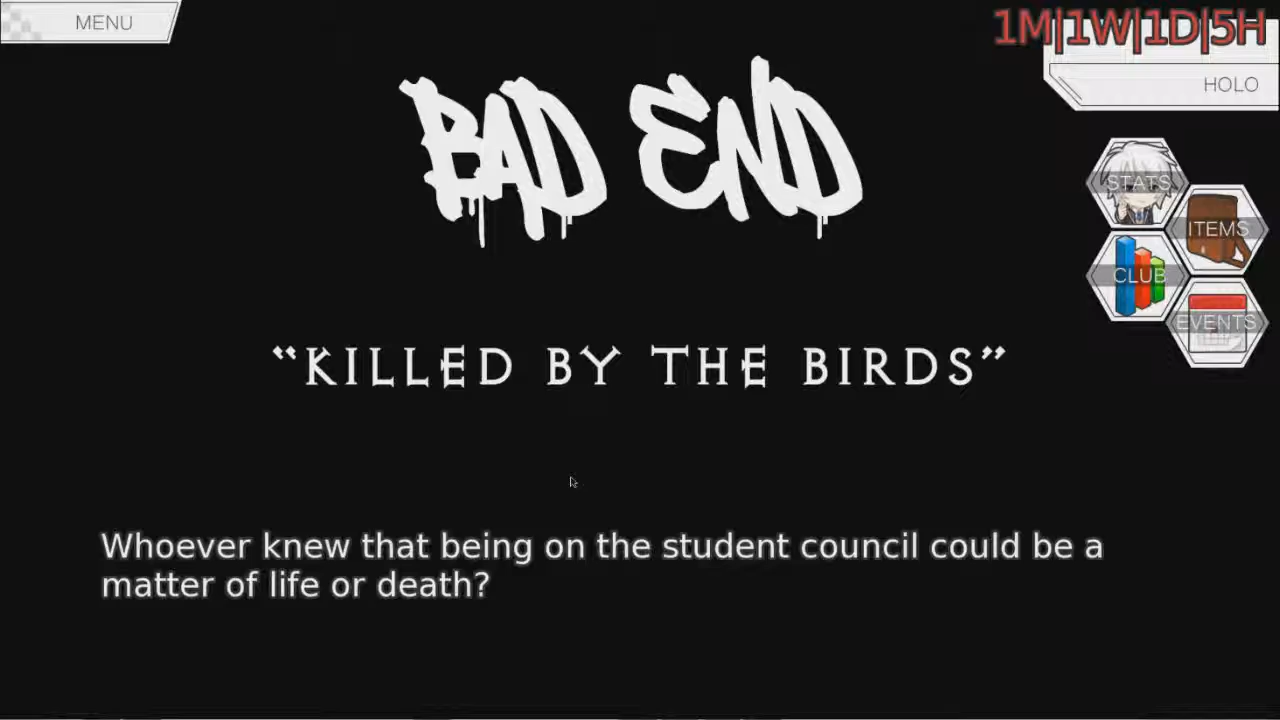 MENU
1M|1W|1D|5H
HOLO
BAD END
STATS
ITEMS
CLUB
EVENTS
“KILLED BY THE BIRDS”
Whoever knew that being on the student council could be a
matter of life or death?